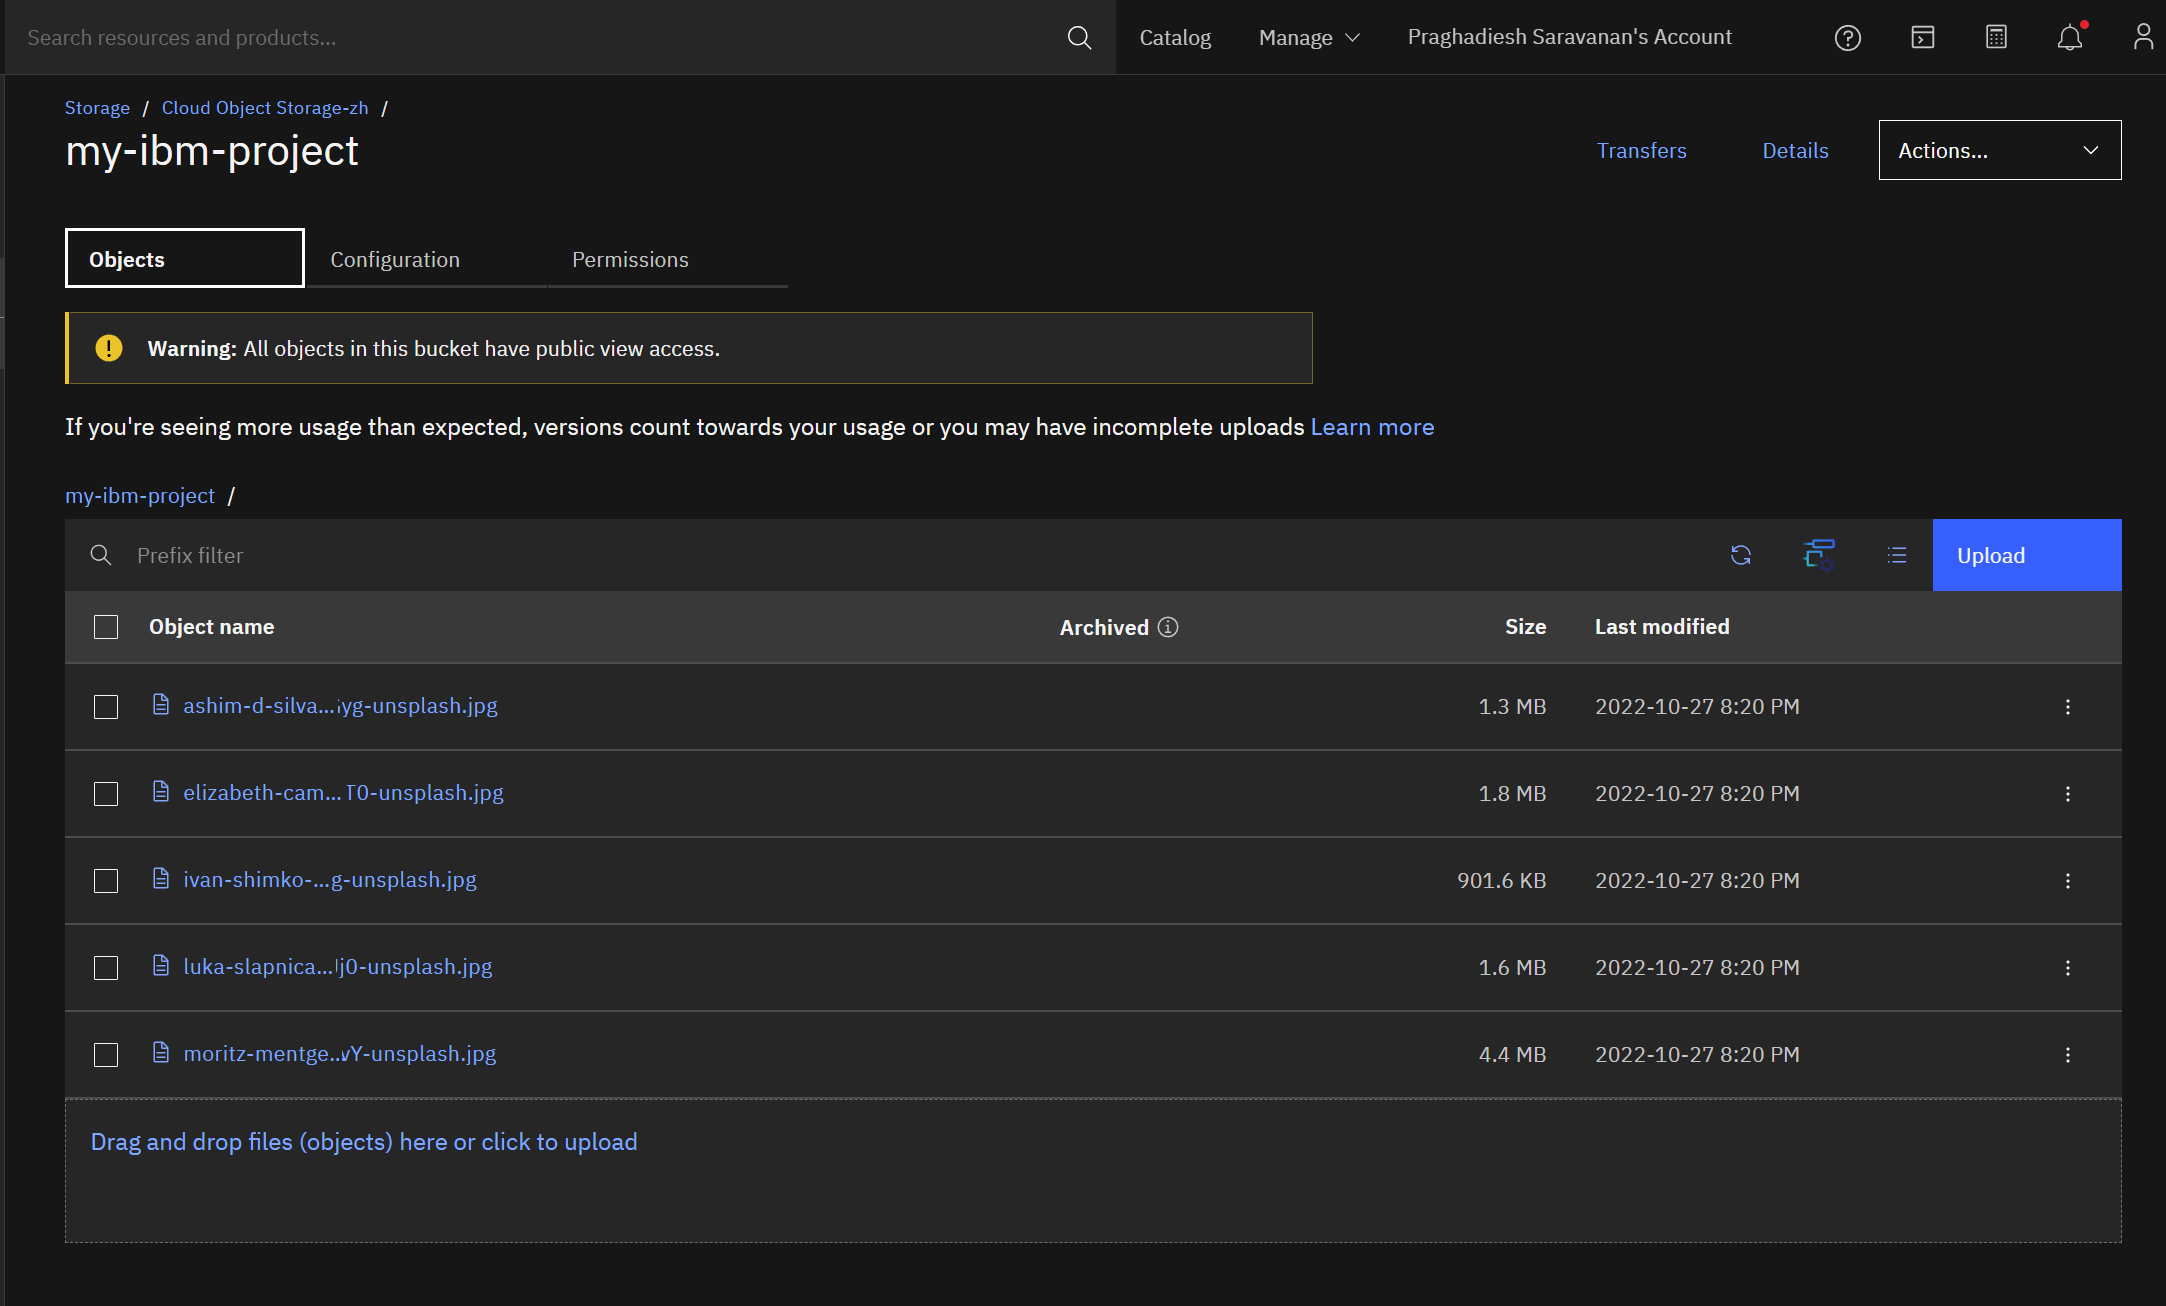 Search resources and products...
Catalog
Manage
Praghadiesh Saravanan's Account
Storage / Cloud Object Storage-zh /
my-ibm-project
Transfers
Details
Actions...
Objects
Configuration
Permissions
Warning: All objects in this bucket have public view access.
If you're seeing more usage than expected, versions count towards your usage or you may have incomplete uploads Learn more
my-ibm-project /
Prefix filter
Upload
Object name Archived Size Last modified
ashim-d-silva...iyg-unsplash.jpg 1.3 MB 2022-10-27 8:20 PM
elizabeth-cam...T0-unsplash.jpg 1.8 MB 2022-10-27 8:20 PM
ivan-shimko-...g-unsplash.jpg 901.6 KB 2022-10-27 8:20 PM
luka-slapnica...j0-unsplash.jpg 1.6 MB 2022-10-27 8:20 PM
moritz-mentge...Y-unsplash.jpg 4.4 MB 2022-10-27 8:20 PM
Drag and drop files (objects) here or click to upload